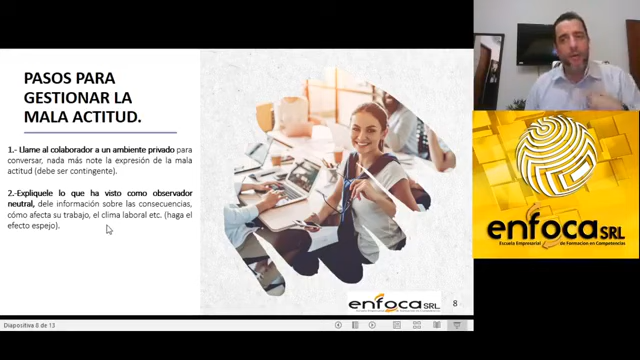 PASOS PARA
GESTIONAR LA
MALA ACTITUD.
1.- Llame al colaborador a un ambiente privado para
conversar, nada más note la expresión de la mala
actitud (debe ser contingente).
2.-Explíquele lo que ha visto como observador
neutral, dele información sobre las consecuencias,
cómo afecta su trabajo, el clima laboral etc. (haga el
efecto espejo).
enfoca SRL
8
Diapositiva 8 de 13
enfoca SRL
Escuela Empresarial de Formación en Competencias